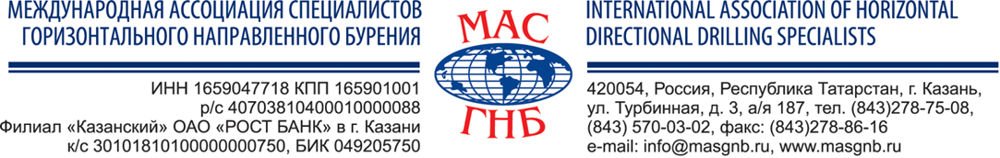 МЕЖДУНАРОДНАЯ АССОЦИАЦИЯ СПЕЦИАЛИСТОВ
ГОРИЗОНТАЛЬНОГО НАПРАВЛЕННОГО БУРЕНИЯ
ИНН 1659047718 КПП 165901001
р/с 40703810400010000088
Филиал «Казанский» ОАО «РОСТ БАНК» в г. Казани
к/с 30101810100000000750, БИК 049205750
МАС
ГНБ
INTERNATIONAL ASSOCIATION OF HORIZONTAL
DIRECTIONAL DRILLING SPECIALISTS
420054, Россия, Республика Татарстан, г. Казань,
ул. Турбинная, д. 3, а/я 187, тел. (843)278-75-08,
(843) 570-03-02, факс: (843)278-86-16
e-mail: info@masgnb.ru, www.masgnb.ru